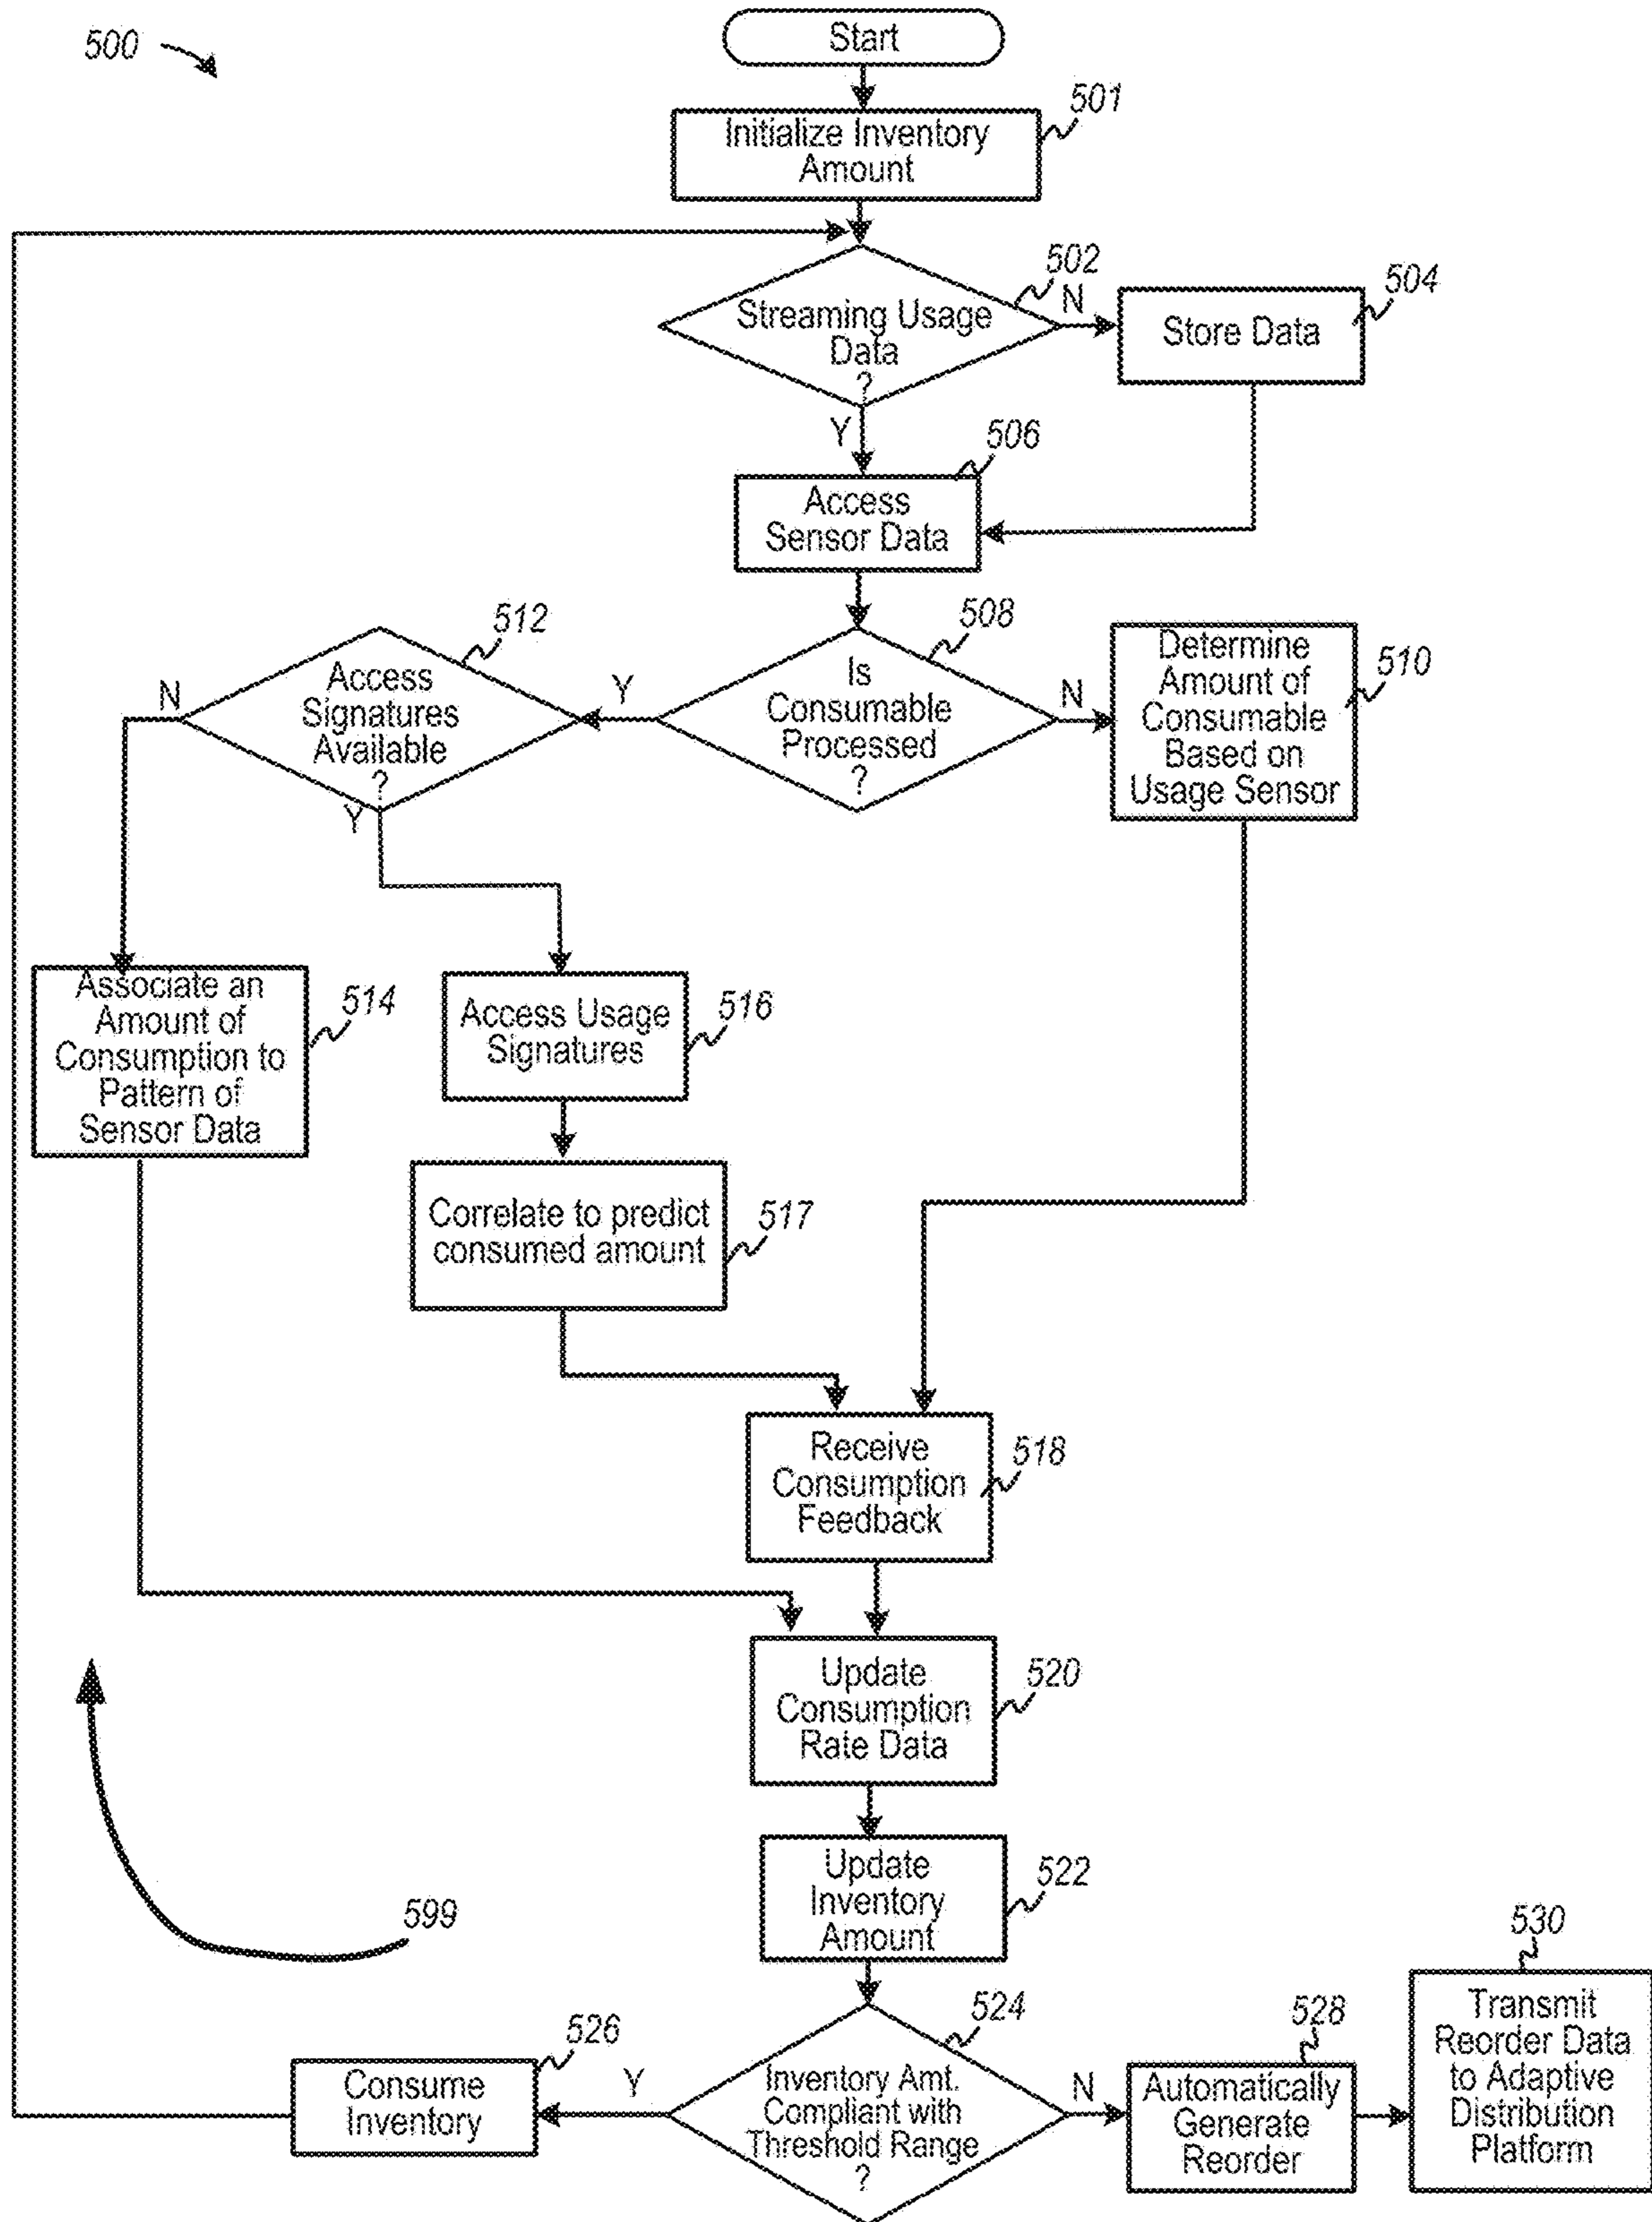 500
Start
501
Initialize Inventory
Amount
502
Streaming Usage
Data
?
N
504
Store Data
Y
506
Access
Sensor Data
508
Is
Consumable
Processed
?
N
510
Determine
Amount of
Consumable
Based on
Usage Sensor
Y
512
Access
Signatures
Available
?
N
Y
514
Associate an
Amount of
Consumption to
Pattern of
Sensor Data
516
Access Usage
Signatures
517
Correlate to predict
consumed amount
518
Receive
Consumption
Feedback
520
Update
Consumption
Rate Data
522
Update
Inventory
Amount
599
524
Inventory Amt.
Compliant with
Threshold Range
?
Y
526
Consume
Inventory
N
528
Automatically
Generate
Reorder
530
Transmit
Reorder Data
to Adaptive
Distribution
Platform